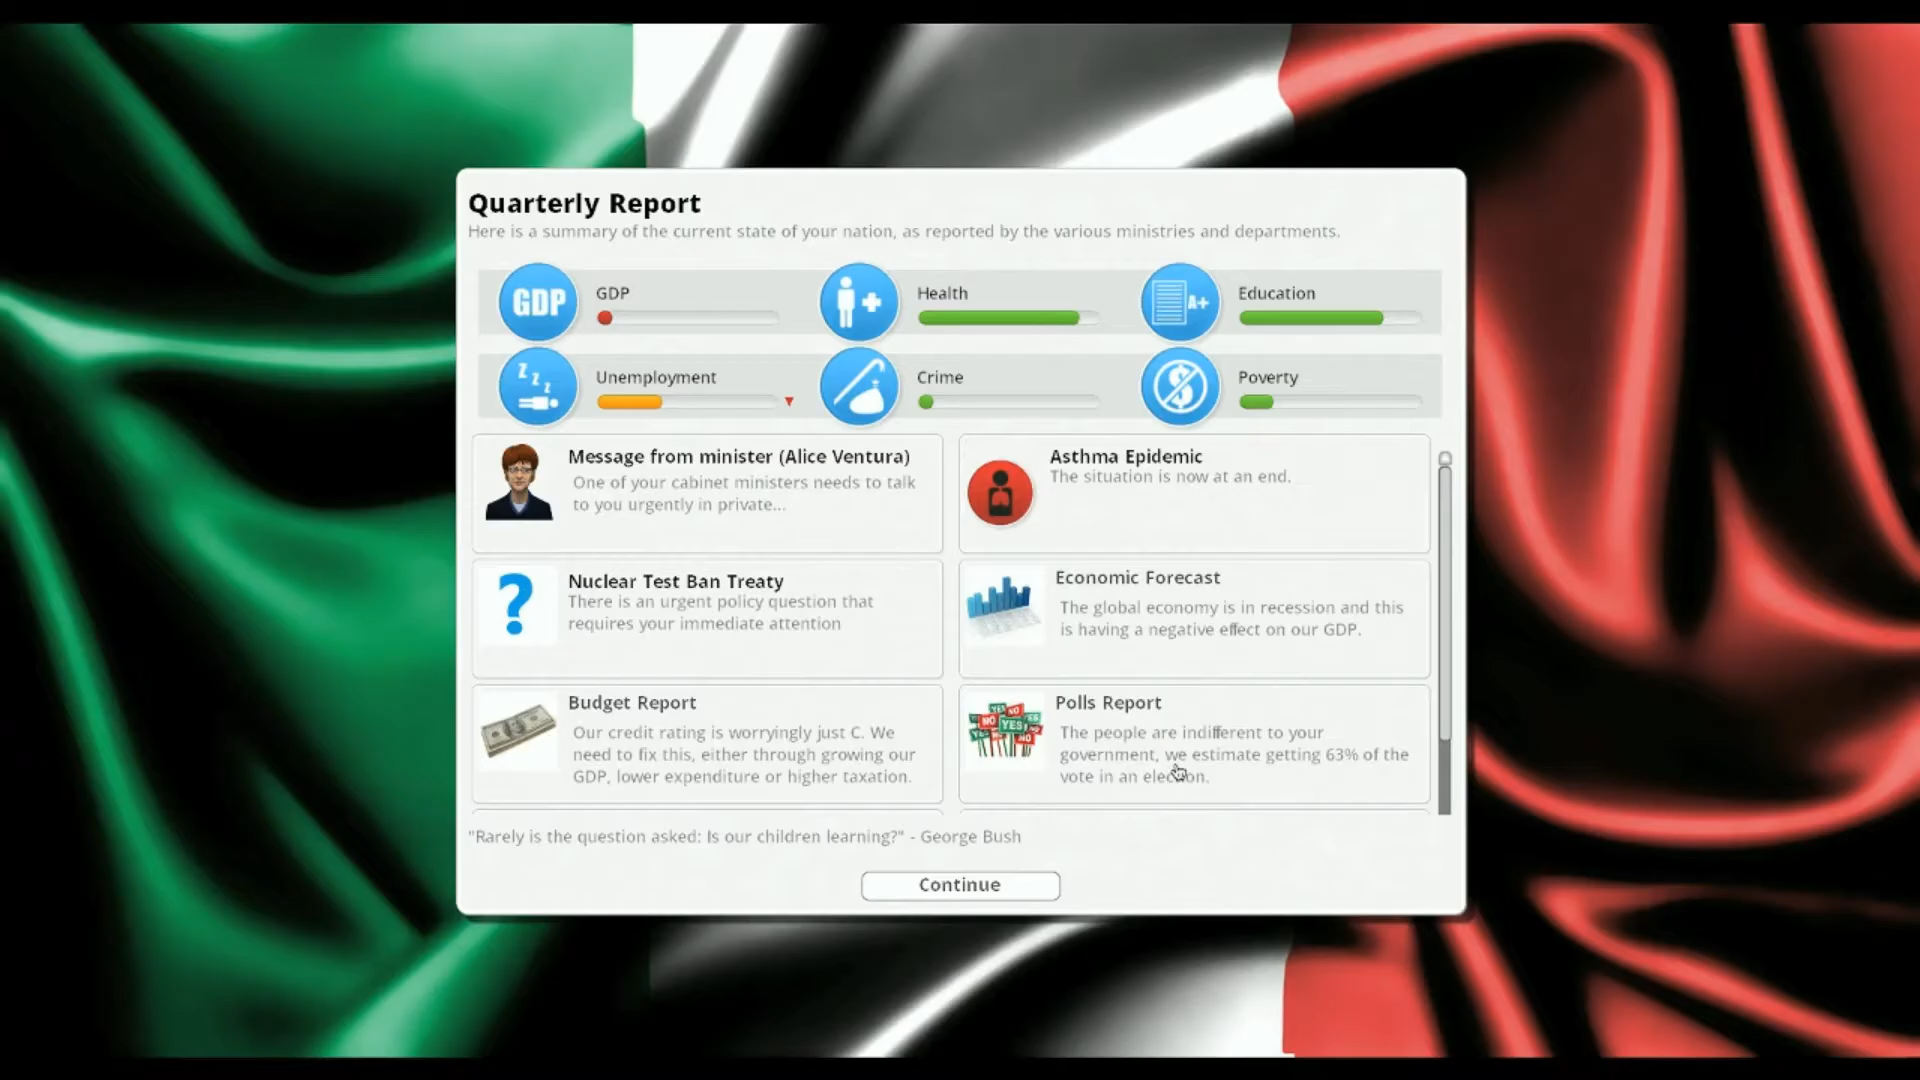 Quarterly Report
Here is a summary of the current state of your nation, as reported by the various ministries and departments.
GDP
GDP
Health
A+
Education
Z Z Z
Unemployment
Crime
$
Poverty
Message from minister (Alice Ventura)
One of your cabinet ministers needs to talk
to you urgently in private...
Asthma Epidemic
The situation is now at an end.
?
Nuclear Test Ban Treaty
There is an urgent policy question that
requires your immediate attention
Economic Forecast
The global economy is in recession and this
is having a negative effect on our GDP.
Budget Report
Our credit rating is worryingly just C. We
need to fix this, either through growing our
GDP, lower expenditure or higher taxation.
YES NO
NO YES
NO
Polls Report
The people are indifferent to your
government, we estimate getting 63% of the
vote in an election.
"Rarely is the question asked: Is our children learning?" - George Bush
Continue